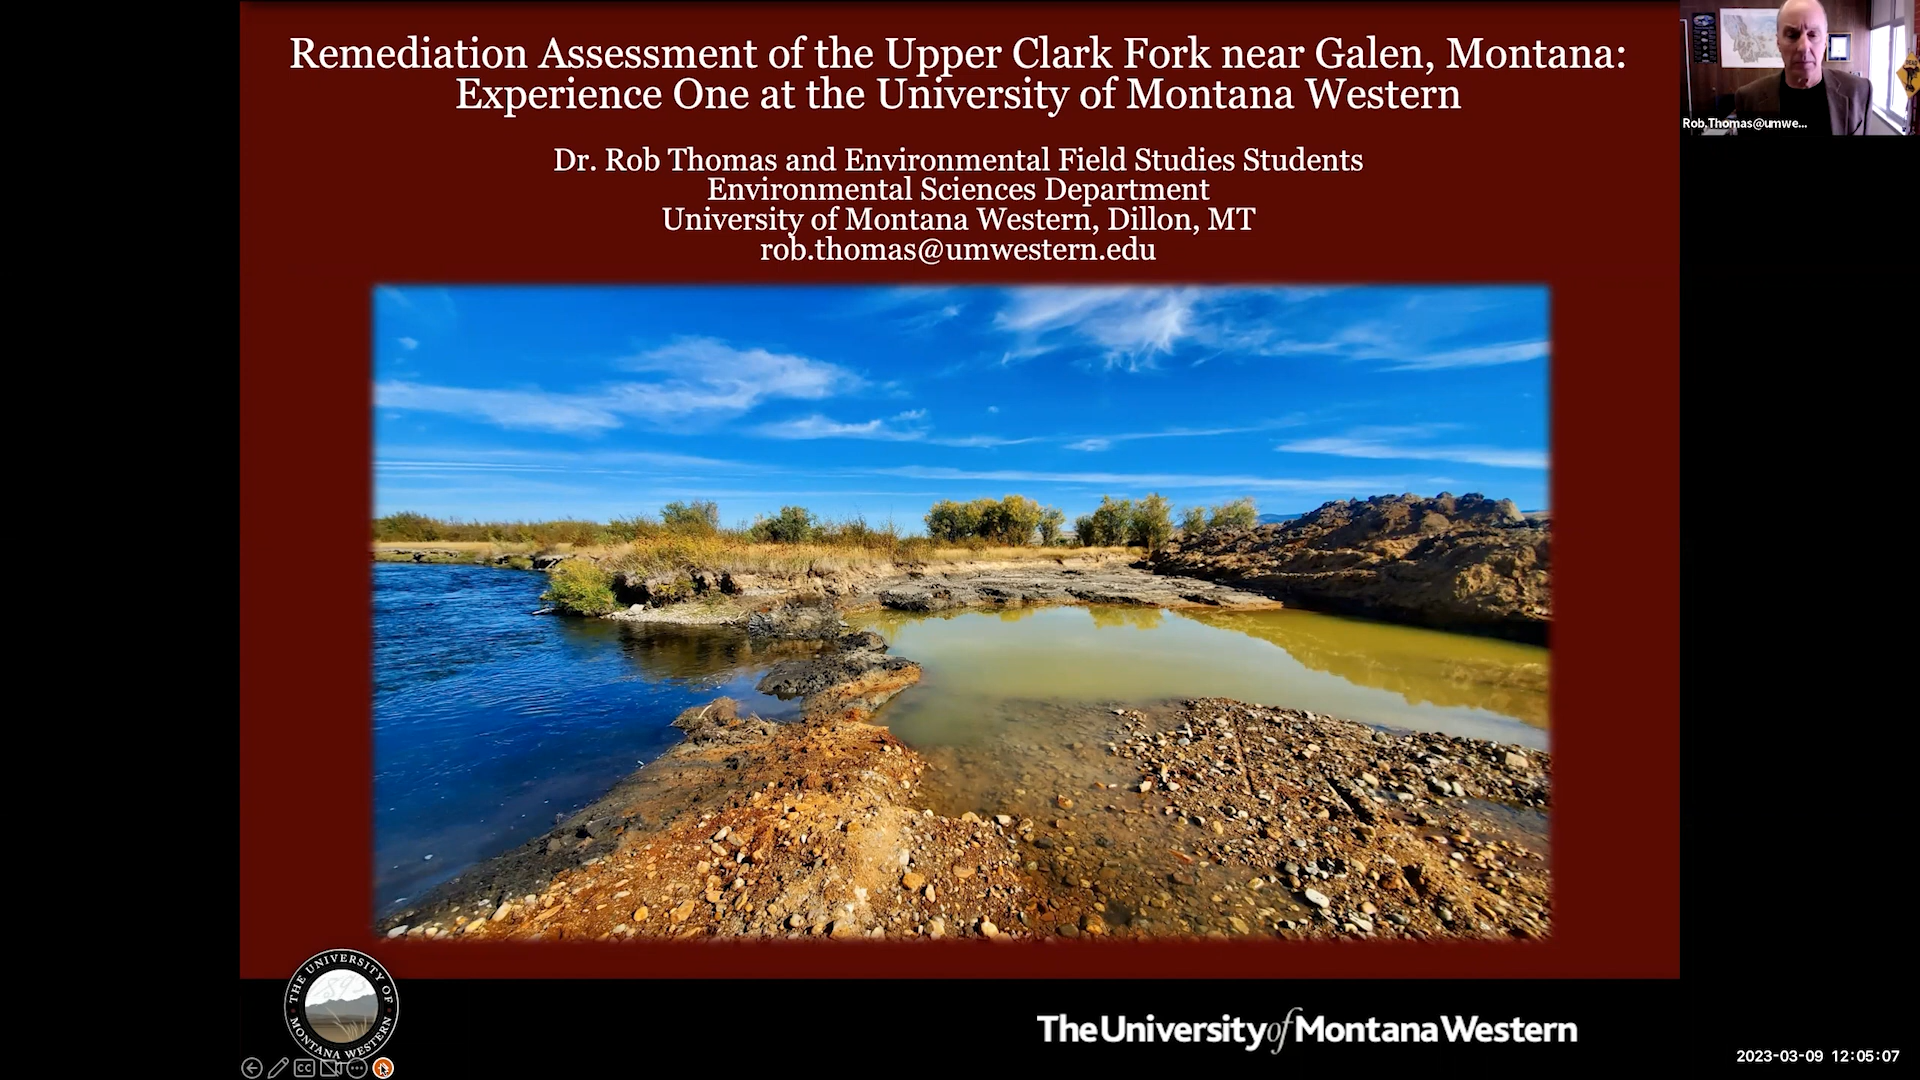 Remediation Assessment of the Upper Clark Fork near Galen, Montana:
Experience One at the University of Montana Western
Dr. Rob Thomas and Environmental Field Studies Students
Environmental Sciences Department
University of Montana Western, Dillon, MT
rob.thomas@umwestern.edu
Rob.Thomas@umwe...
THE UNIVERSITY OF
1893
MONTANA WESTERN
The University of Montana Western
CC
2023-03-09 12:05:07